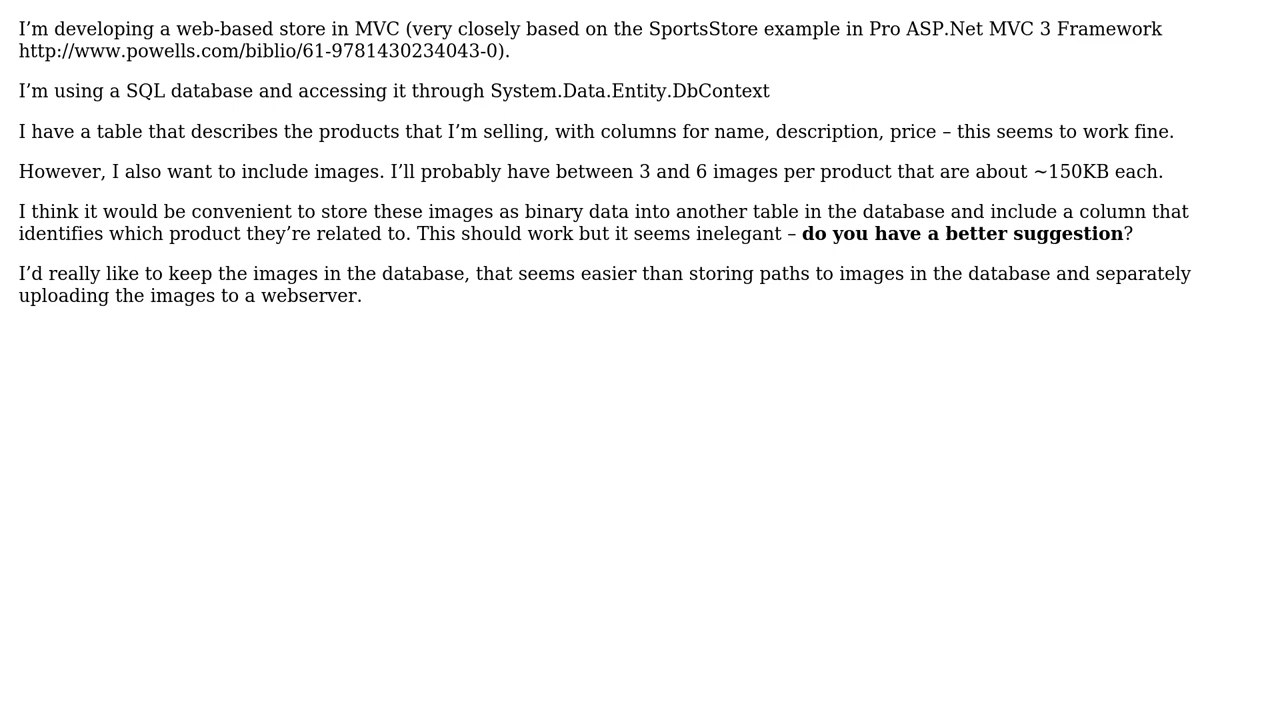 I’m developing a web-based store in MVC (very closely based on the SportsStore example in Pro ASP.Net MVC 3 Framework
http://www.powells.com/biblio/61-9781430234043-0).
I’m using a SQL database and accessing it through System.Data.Entity.DbContext
I have a table that describes the products that I’m selling, with columns for name, description, price – this seems to work fine.
However, I also want to include images. I’ll probably have between 3 and 6 images per product that are about ~150KB each.
I think it would be convenient to store these images as binary data into another table in the database and include a column that
identifies which product they’re related to. This should work but it seems inelegant – do you have a better suggestion?
I’d really like to keep the images in the database, that seems easier than storing paths to images in the database and separately
uploading the images to a webserver.